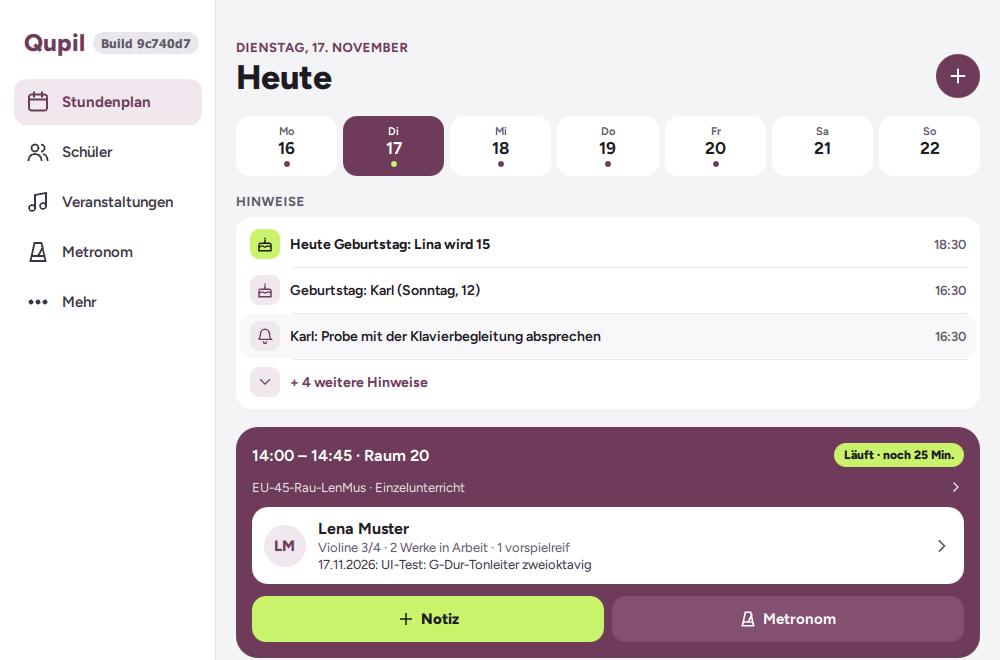 Qupil Build 9c740d7
Stundenplan
Schüler
Veranstaltungen
Metronom
Mehr
DIENSTAG, 17. NOVEMBER
Heute
Mo Di Mi Do Fr Sa So
16 17 18 19 20 21 22
HINWEISE
Heute Geburtstag: Lina wird 15 18:30
Geburtstag: Karl (Sonntag, 12) 16:30
Karl: Probe mit der Klavierbegleitung absprechen 16:30
+ 4 weitere Hinweise
14:00 – 14:45 · Raum 20 Läuft · noch 25 Min.
EU-45-Rau-LenMus · Einzelunterricht
LM Lena Muster
Violine 3/4 · 2 Werke in Arbeit · 1 vorspielreif
17.11.2026: UI-Test: G-Dur-Tonleiter zweioktavig
Notiz Metronom